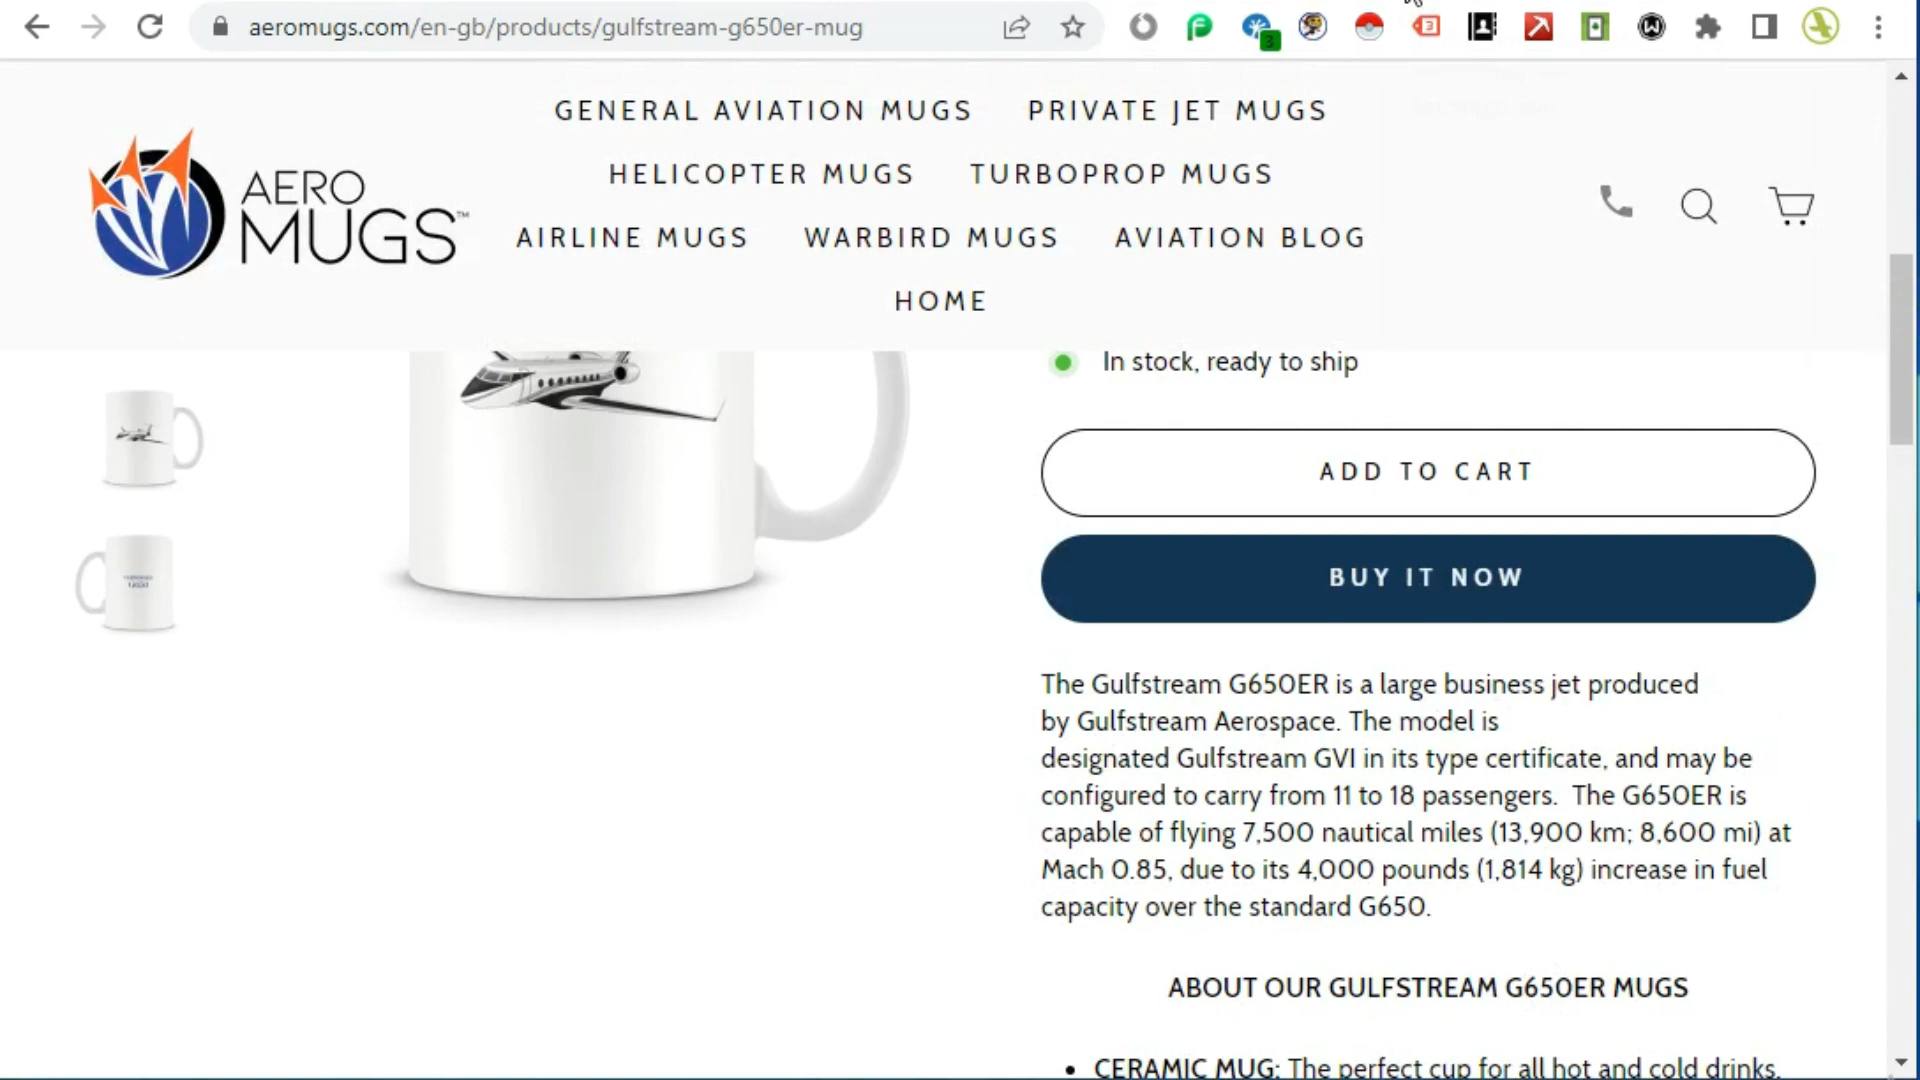 aeromugs.com/en-gb/products/gulfstream-g650er-mug
3
3
GENERAL AVIATION MUGS PRIVATE JET MUGS
HELICOPTER MUGS TURBOPROP MUGS
AERO
MUGS™
AIRLINE MUGS WARBIRD MUGS AVIATION BLOG
HOME
In stock, ready to ship
ADD TO CART
BUY IT NOW
The Gulfstream G650ER is a large business jet produced
by Gulfstream Aerospace. The model is
designated Gulfstream GVI in its type certificate, and may be
configured to carry from 11 to 18 passengers. The G650ER is
capable of flying 7,500 nautical miles (13,900 km; 8,600 mi) at
Mach 0.85, due to its 4,000 pounds (1,814 kg) increase in fuel
capacity over the standard G650.
ABOUT OUR GULFSTREAM G650ER MUGS
• CERAMIC MUG: The perfect cup for all hot and cold drinks.